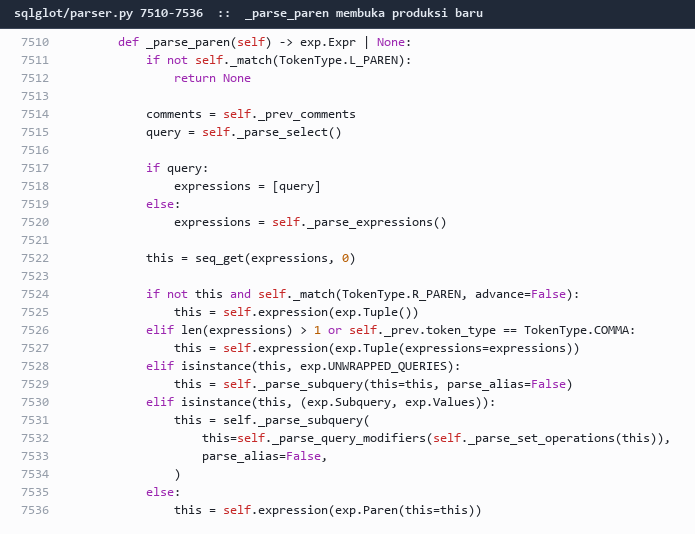 sqlglot/parser.py 7510-7536  ::  _parse_paren membuka produksi baru
7510        def _parse_paren(self) -> exp.Expr | None:
7511            if not self._match(TokenType.L_PAREN):
7512                return None
7513
7514            comments = self._prev_comments
7515            query = self._parse_select()
7516
7517            if query:
7518                expressions = [query]
7519            else:
7520                expressions = self._parse_expressions()
7521
7522            this = seq_get(expressions, 0)
7523
7524            if not this and self._match(TokenType.R_PAREN, advance=False):
7525                this = self.expression(exp.Tuple())
7526            elif len(expressions) > 1 or self._prev.token_type == TokenType.COMMA:
7527                this = self.expression(exp.Tuple(expressions=expressions))
7528            elif isinstance(this, exp.UNWRAPPED_QUERIES):
7529                this = self._parse_subquery(this=this, parse_alias=False)
7530            elif isinstance(this, (exp.Subquery, exp.Values)):
7531                this = self._parse_subquery(
7532                    this=self._parse_query_modifiers(self._parse_set_operations(this)),
7533                    parse_alias=False,
7534                )
7535            else:
7536                this = self.expression(exp.Paren(this=this))